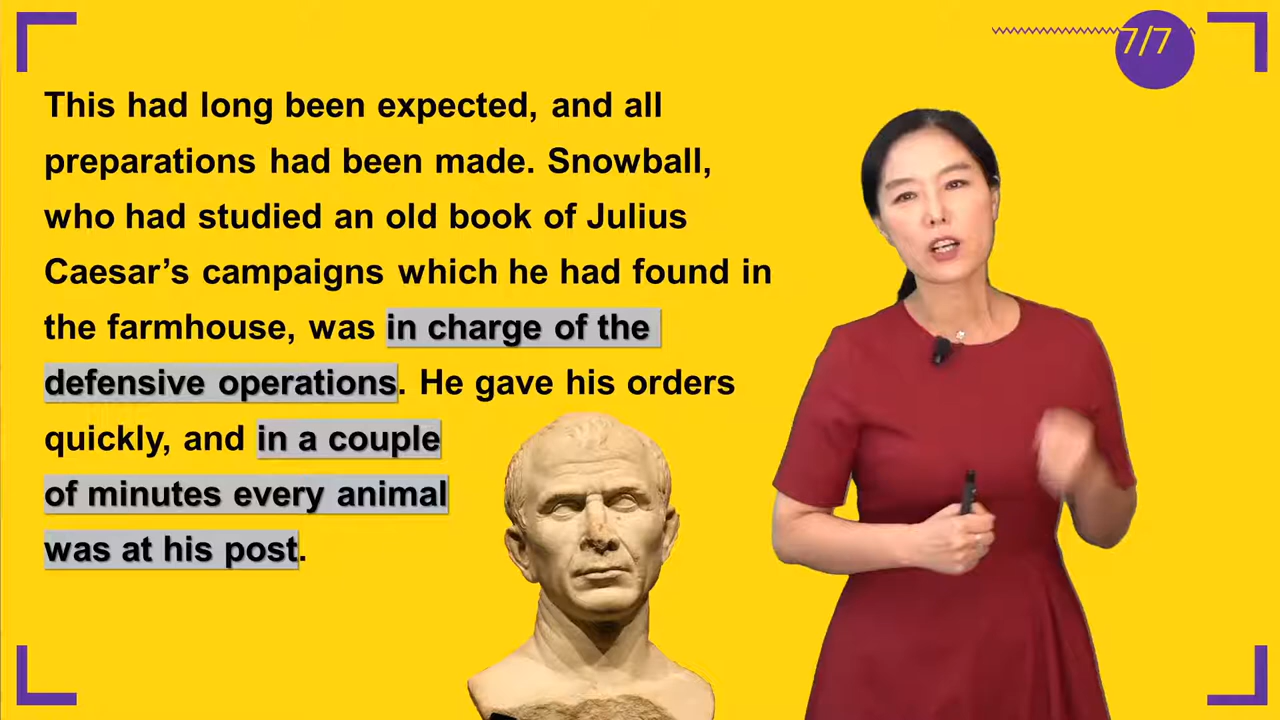 7/7
This had long been expected, and all
preparations had been made. Snowball,
who had studied an old book of Julius
Caesar’s campaigns which he had found in
the farmhouse, was in charge of the
defensive operations. He gave his orders
quickly, and in a couple
of minutes every animal
was at his post.